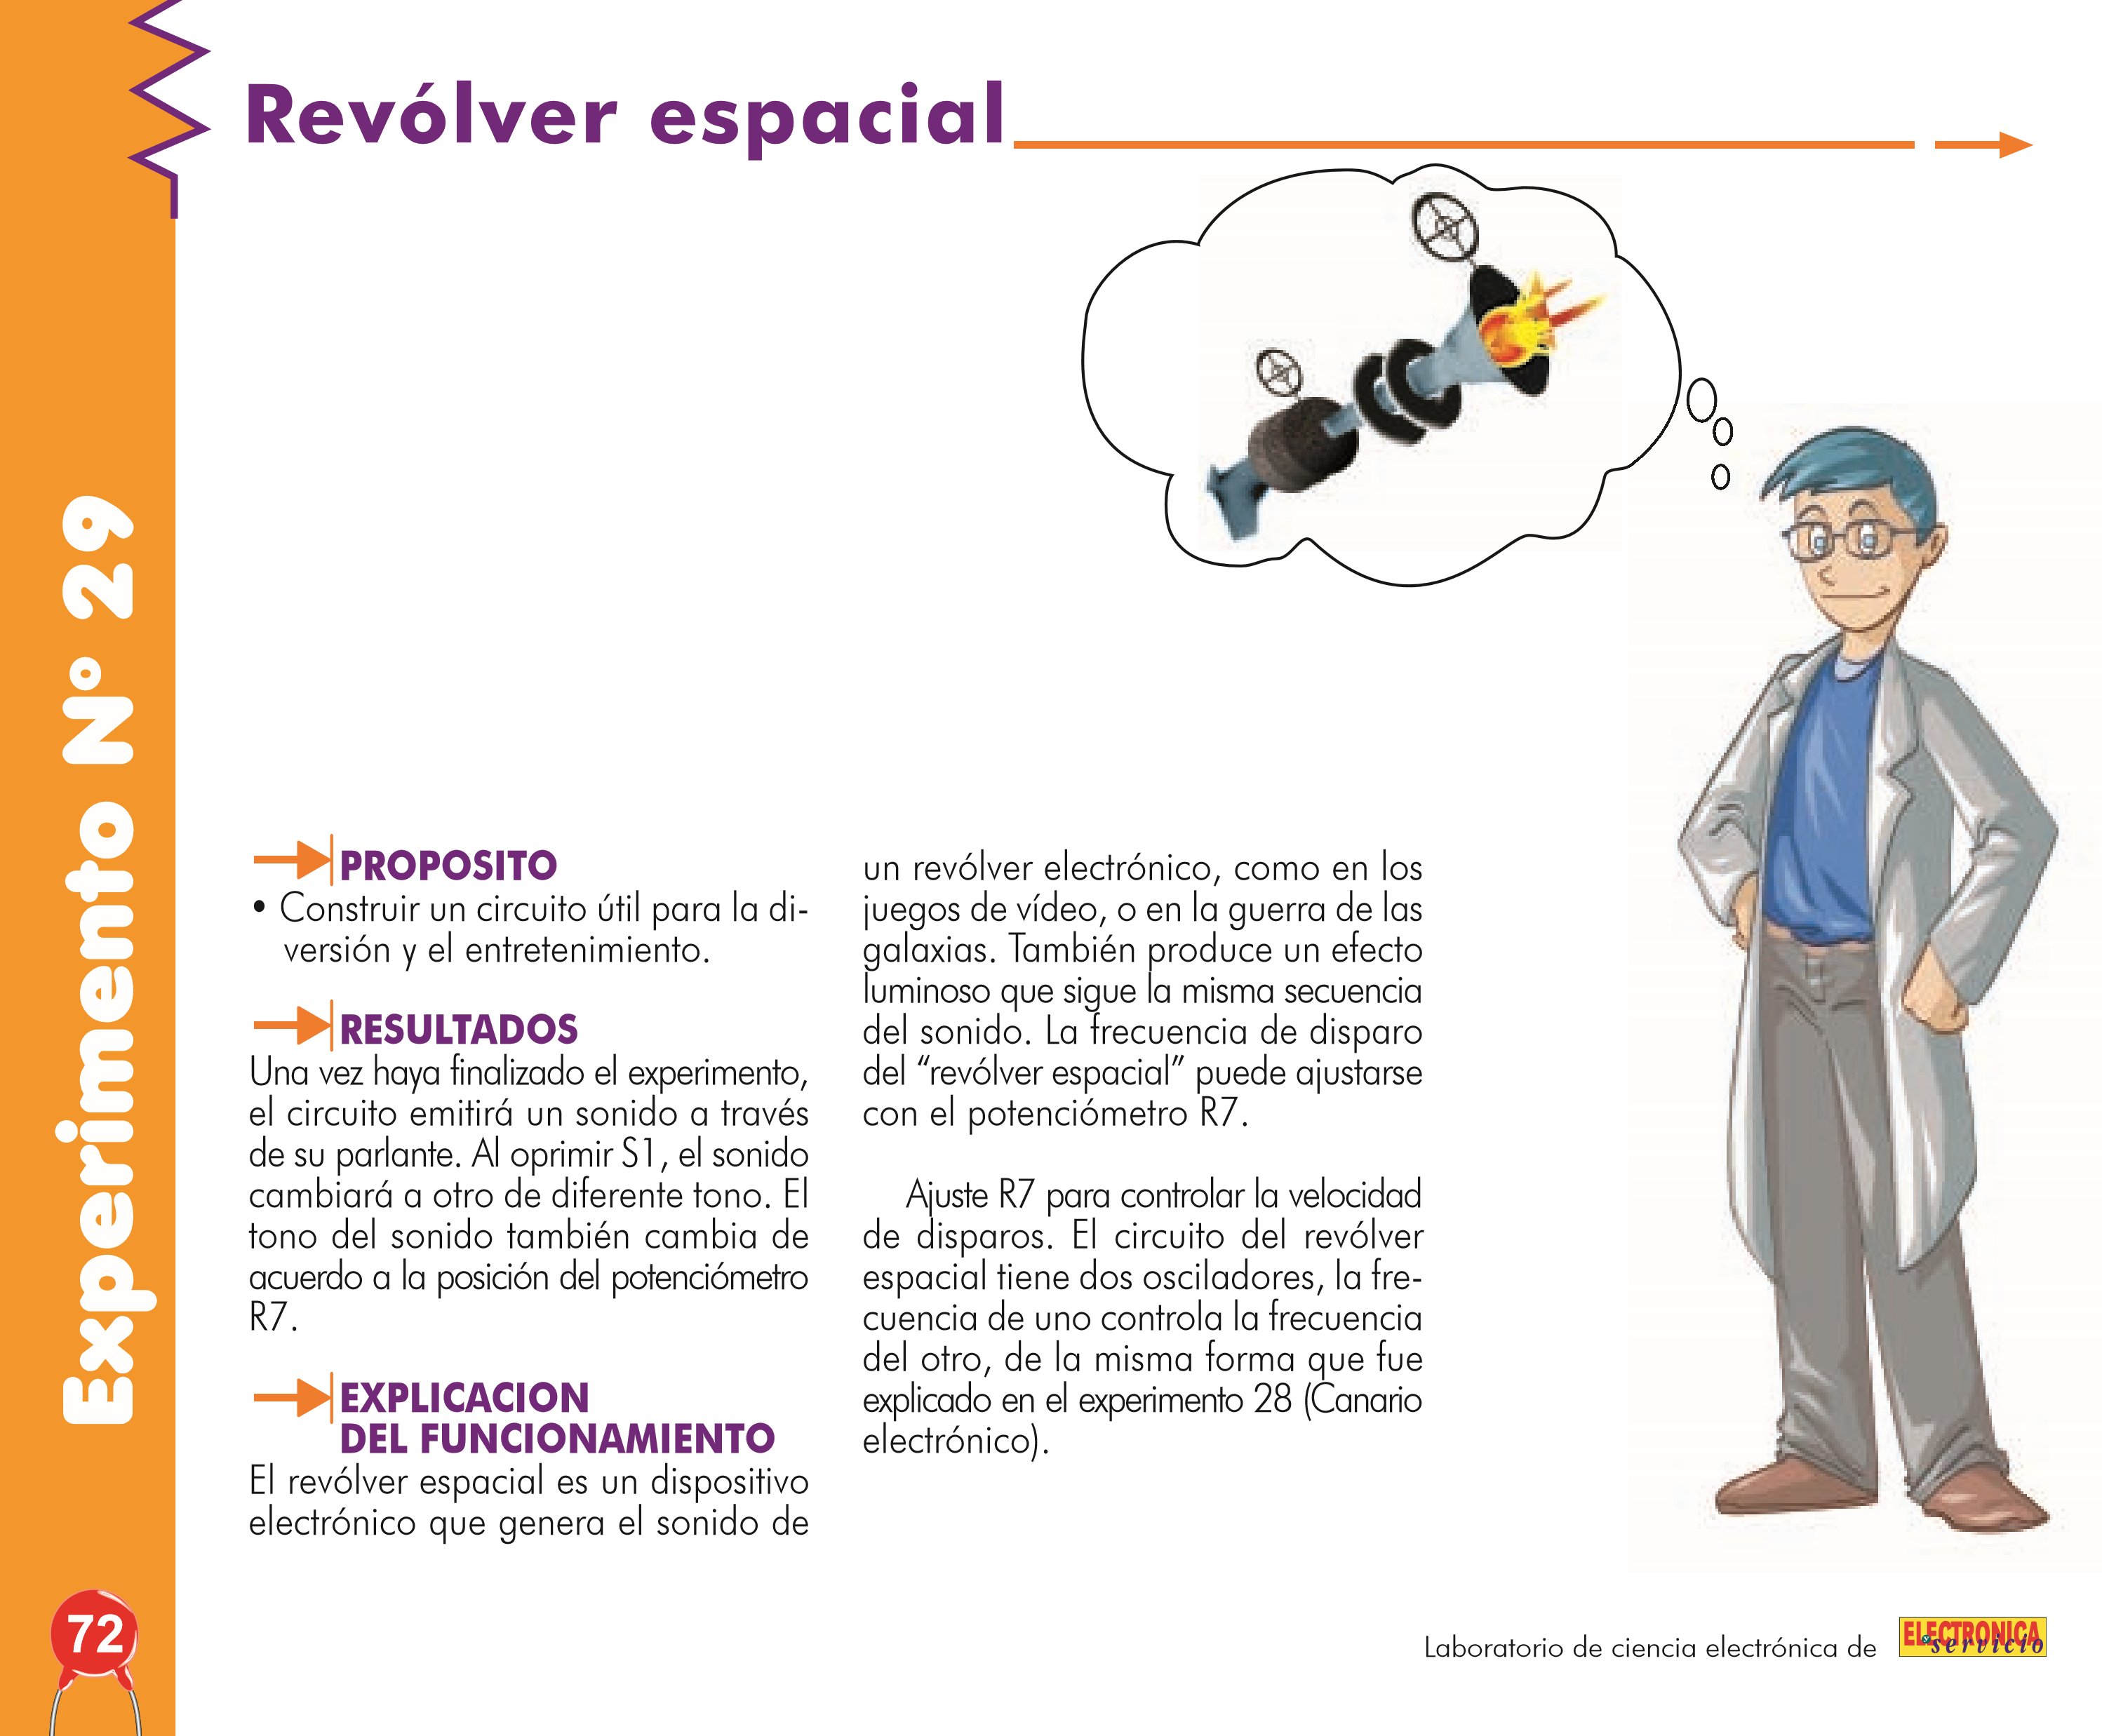 Revólver espacial
Experimento Nº 29
PROPOSITO
• Construir un circuito útil para la di-
versión y el entretenimiento.
RESULTADOS
Una vez haya finalizado el experimento,
el circuito emitirá un sonido a través
de su parlante. Al oprimir S1, el sonido
cambiará a otro de diferente tono. El
tono del sonido también cambia de
acuerdo a la posición del potenciómetro
R7.
EXPLICACION
DEL FUNCIONAMIENTO
El revólver espacial es un dispositivo
electrónico que genera el sonido de
un revólver electrónico, como en los
juegos de vídeo, o en la guerra de las
galaxias. También produce un efecto
luminoso que sigue la misma secuencia
del sonido. La frecuencia de disparo
del “revólver espacial” puede ajustarse
con el potenciómetro R7.
Ajuste R7 para controlar la velocidad
de disparos. El circuito del revólver
espacial tiene dos osciladores, la fre-
cuencia de uno controla la frecuencia
del otro, de la misma forma que fue
explicado en el experimento 28 (Canario
electrónico).
72
Laboratorio de ciencia electrónica de
ELECTRONICA
y servicio